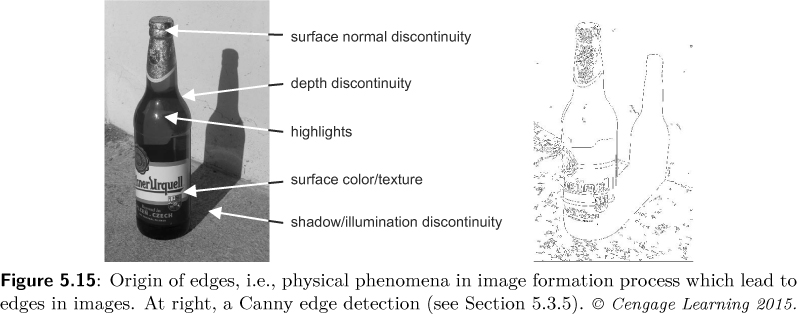 surface normal discontinuity
depth discontinuity
highlights
surface color/texture
shadow/illumination discontinuity
Urquell
CZECH
Figure 5.15: Origin of edges, i.e., physical phenomena in image formation process which lead to
edges in images. At right, a Canny edge detection (see Section 5.3.5). © Cengage Learning 2015.